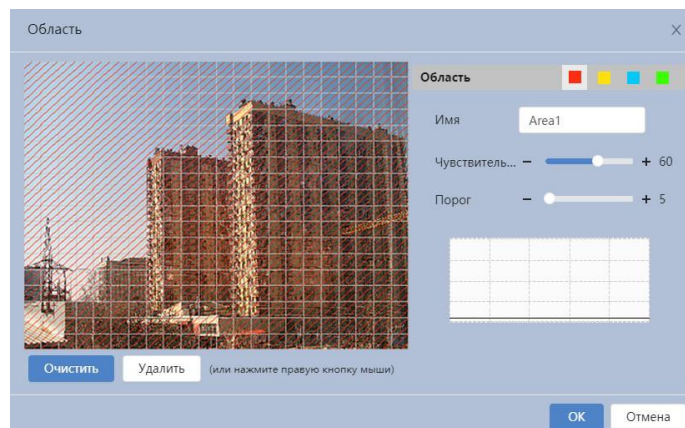 Область
Область
Имя
Area1
Чувствитель...
60
Порог
5
Очистить
Удалить
(или нажмите правую кнопку мыши)
OK
Отмена